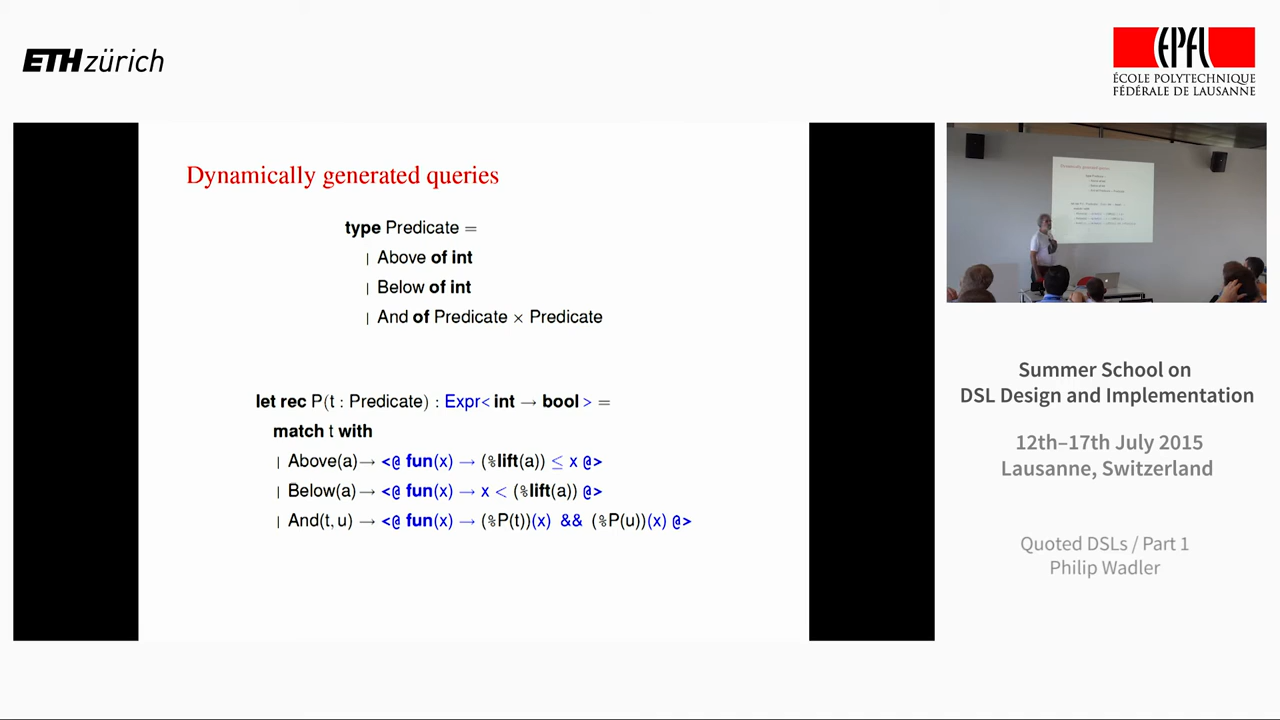 ETH zürich
EPFL
ÉCOLE POLYTECHNIQUE
FÉDÉRALE DE LAUSANNE
Dynamically generated queries
type Predicate =
| Above of int
| Below of int
| And of Predicate × Predicate
let rec P(t : Predicate) : Expr< int → bool > =
match t with
| Above(a) → <@ fun(x) → (%lift(a)) ≤ x @>
| Below(a) → <@ fun(x) → x < (%lift(a)) @>
| And(t, u) → <@ fun(x) → (%P(t))(x) && (%P(u))(x) @>
Summer School on
DSL Design and Implementation
12th–17th July 2015
Lausanne, Switzerland
Quoted DSLs / Part 1
Philip Wadler